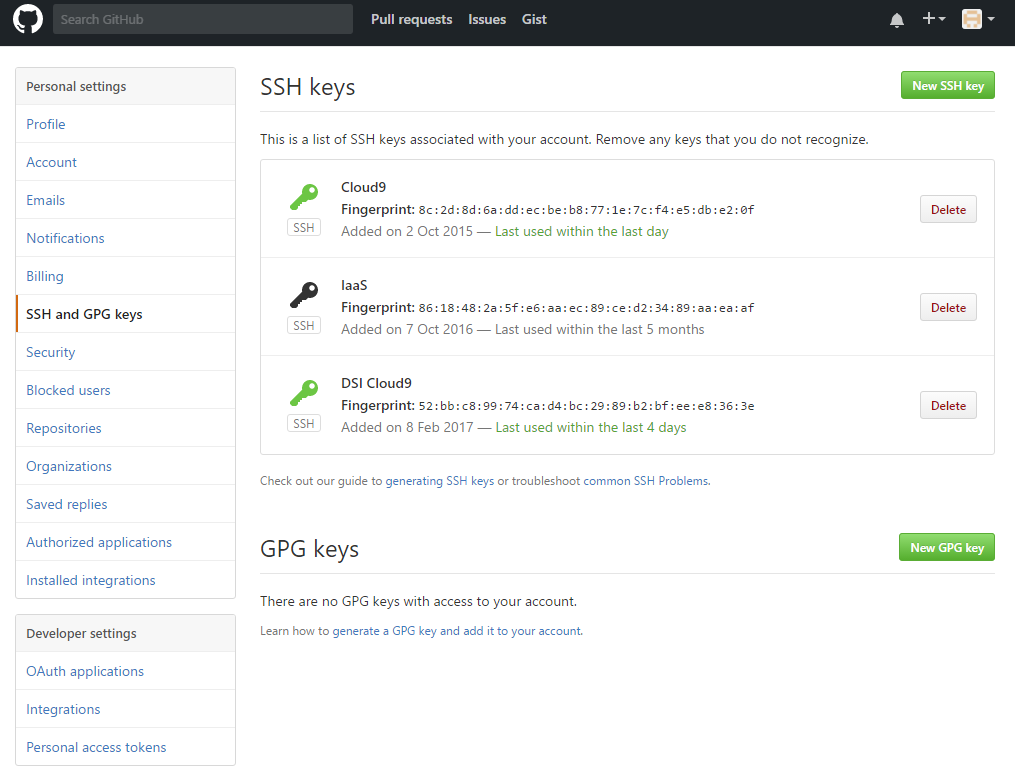 Search GitHub
Pull requests Issues Gist
Personal settings
Profile
Account
Emails
Notifications
Billing
SSH and GPG keys
Security
Blocked users
Repositories
Organizations
Saved replies
Authorized applications
Installed integrations
Developer settings
OAuth applications
Integrations
Personal access tokens
SSH keys
New SSH key
This is a list of SSH keys associated with your account. Remove any keys that you do not recognize.
SSH
Cloud9
Fingerprint: 8c:2d:8d:6a:dd:ec:be:b8:77:1e:7c:f4:e5:db:e2:0f
Added on 2 Oct 2015 — Last used within the last day
Delete
SSH
IaaS
Fingerprint: 86:18:48:2a:5f:e6:aa:ec:89:ce:d2:34:89:aa:ea:af
Added on 7 Oct 2016 — Last used within the last 5 months
Delete
SSH
DSI Cloud9
Fingerprint: 52:bb:c8:99:74:ca:d4:bc:29:89:b2:bf:ee:e8:36:3e
Added on 8 Feb 2017 — Last used within the last 4 days
Delete
Check out our guide to generating SSH keys or troubleshoot common SSH Problems.
GPG keys
New GPG key
There are no GPG keys with access to your account.
Learn how to generate a GPG key and add it to your account.